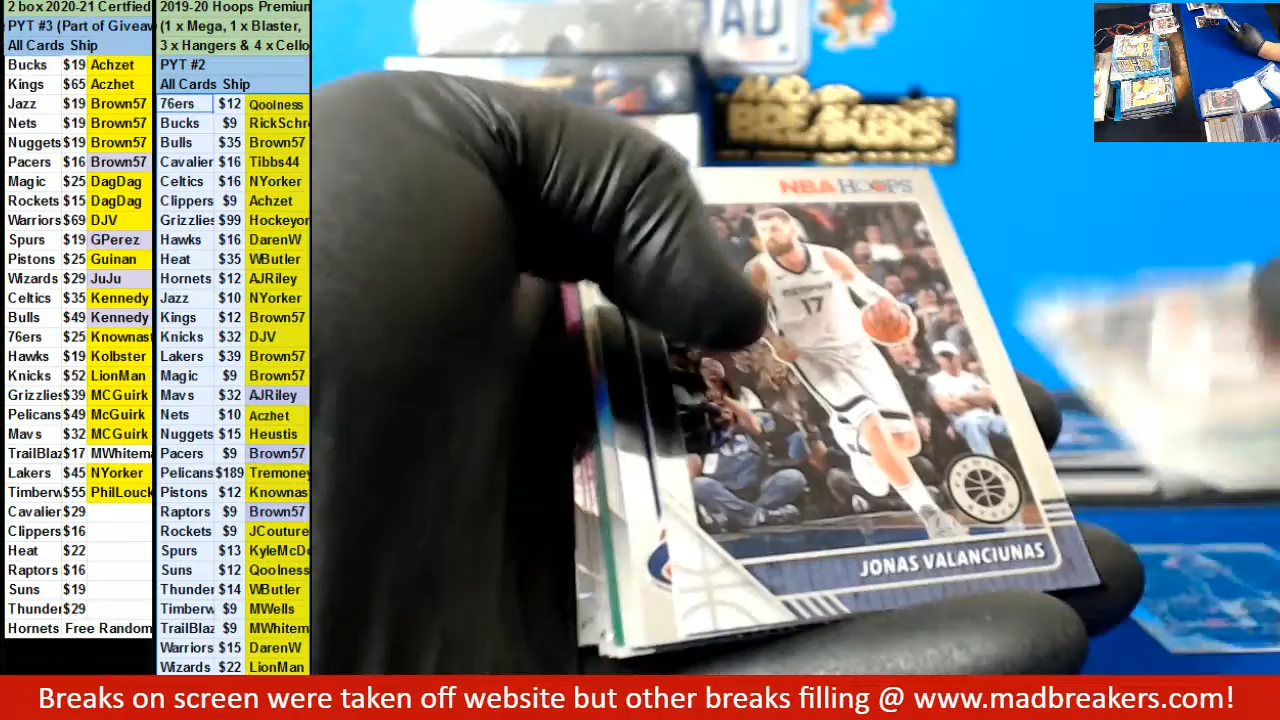 2 box 2020-21 Certfied
PYT #3 (Part of Giveaw
All Cards Ship
Bucks $19 Achzet
Kings $65 Aczhet
Jazz $19 Brown57
Nets $19 Brown57
Nuggets $19 Brown57
Pacers $16 Brown57
Magic $25 DagDag
Rockets $15 DagDag
Warriors $69 DJV
Spurs $19 GPerez
Pistons $25 Guinan
Wizards $29 JuJu
Celtics $35 Kennedy
Bulls $49 Kennedy
76ers $25 Knownast
Hawks $19 Kolbster
Knicks $52 LionMan
Grizzlies $39 MCGuirk
Pelicans $49 McGuirk
Mavs $32 MCGuirk
TrailBlaz $17 MWhitema
Lakers $45 NYorker
Timberw $55 PhilLouck
Cavalier $29
Clippers $16
Heat $22
Raptors $16
Suns $19
Thunder $29
Hornets Free Random
2019-20 Hoops Premium
(1 x Mega, 1 x Blaster,
3 x Hangers & 4 x Cello
PYT #2
All Cards Ship
76ers $12 Qoolness
Bucks $9 RickSchr
Bulls $35 Brown57
Cavalier $16 Tibbs44
Celtics $16 NYorker
Clippers $9 Achzet
Grizzlies $99 Hockeyor
Hawks $16 DarenW
Heat $35 WButler
Hornets $12 AJRiley
Jazz $10 NYorker
Kings $12 Brown57
Knicks $32 DJV
Lakers $39 Brown57
Magic $9 Brown57
Mavs $32 AJRiley
Nets $10 Aczhet
Nuggets $15 Heustis
Pacers $9 Brown57
Pelicans $189 Tremoney
Pistons $12 Knownas
Raptors $9 Brown57
Rockets $9 JCouture
Spurs $13 KyleMcD
Suns $12 Qoolness
Thunder $14 WButler
Timberw $9 MWells
TrailBlaz $9 MWhitem
Warriors $15 DarenW
Wizards $22 LionMan
AD
MAD
BREAKERS
NBA HOOPS
MEMPHIS
17
PREMIUM
STOCK
JONAS VALANCIUNAS
Breaks on screen were taken off website but other breaks filling @ www.madbreakers.com!